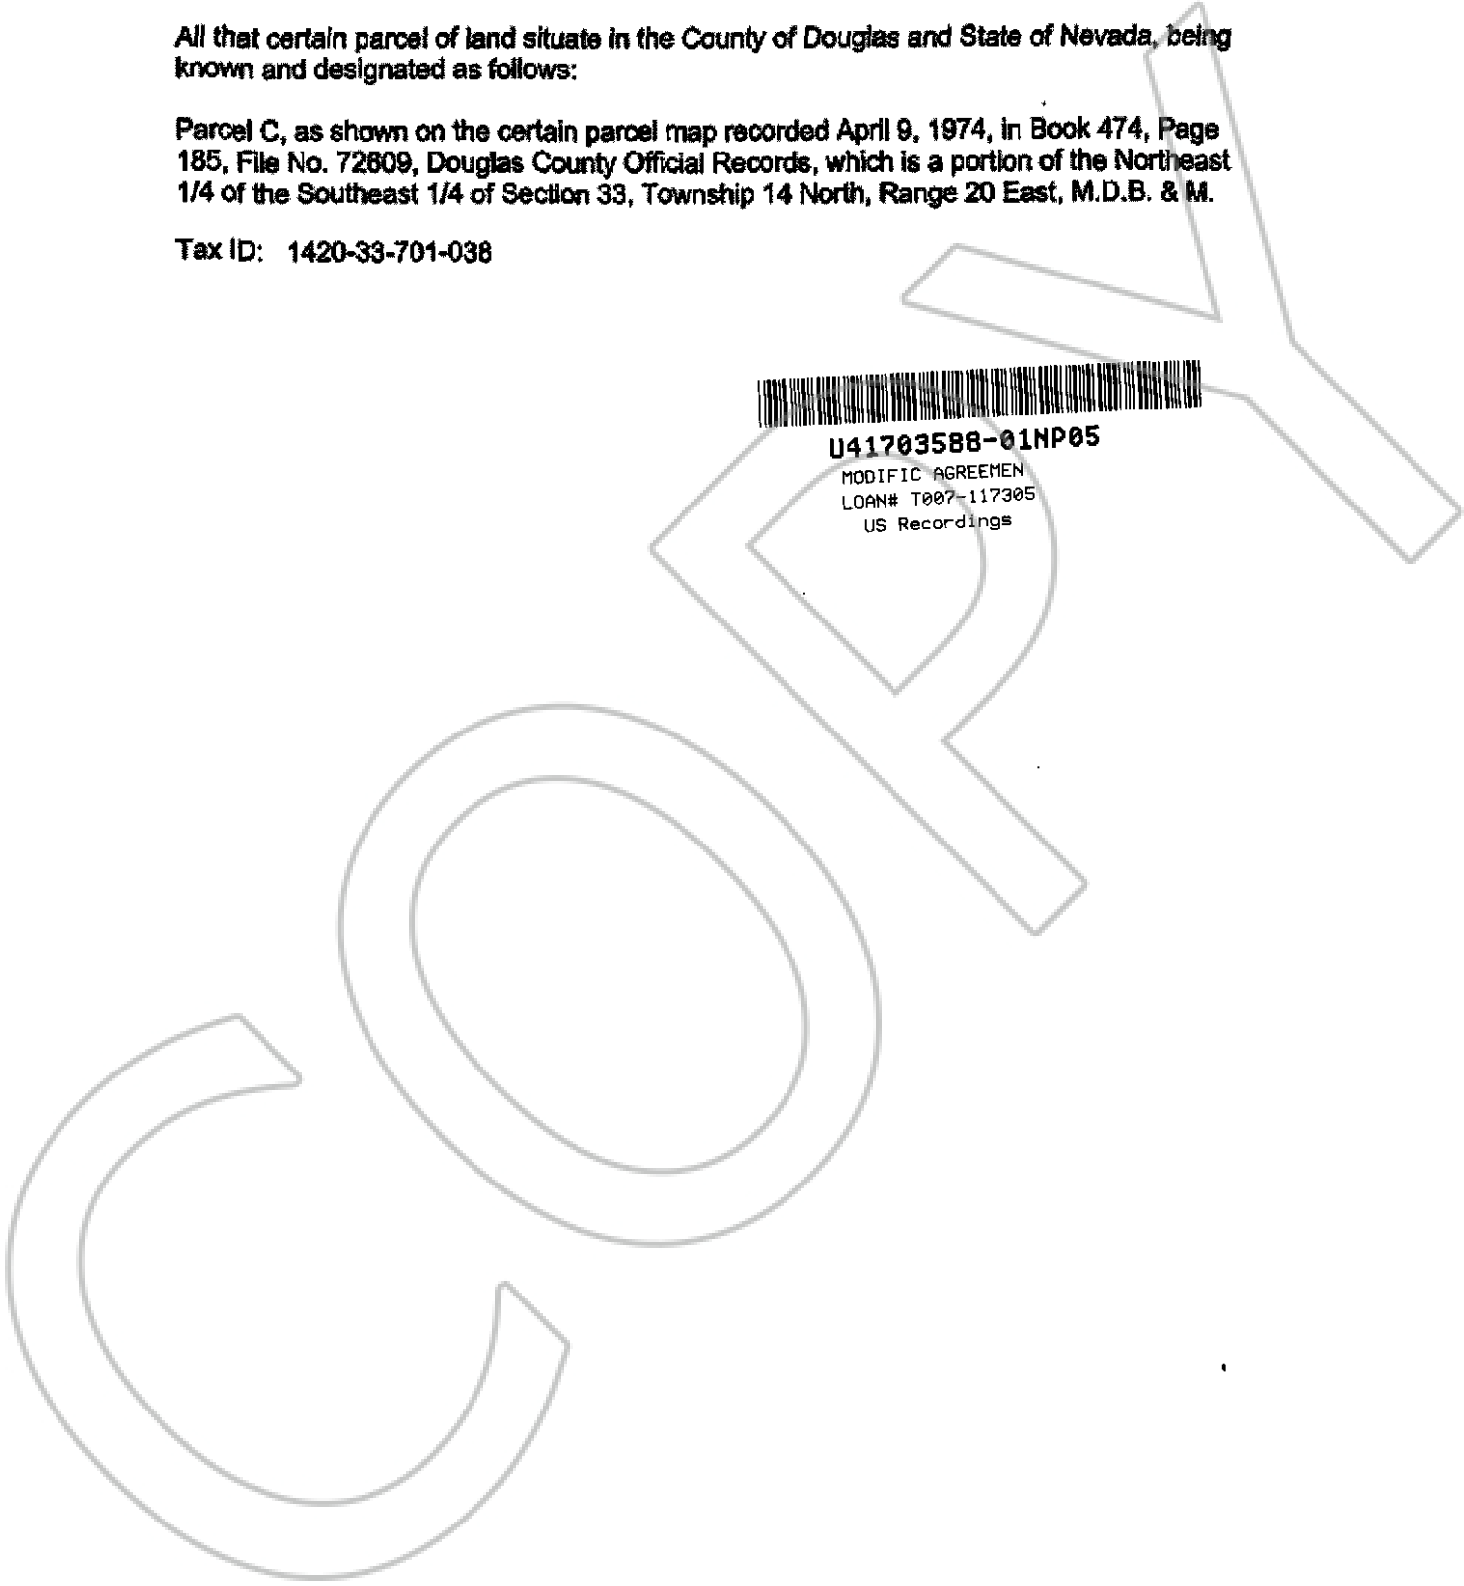 All that certain parcel of land situate in the County of Douglas and State of Nevada, being
known and designated as follows:
Parcel C, as shown on the certain parcel map recorded April 9, 1974, in Book 474, Page
185, File No. 72609, Douglas County Official Records, which is a portion of the Northeast
1/4 of the Southeast 1/4 of Section 33, Township 14 North, Range 20 East, M.D.B. & M.
Tax ID: 1420-33-701-038
U41703588-01NP05
MODIFIC AGREEMEN
LOAN# T007-117305
US Recordings
COPY